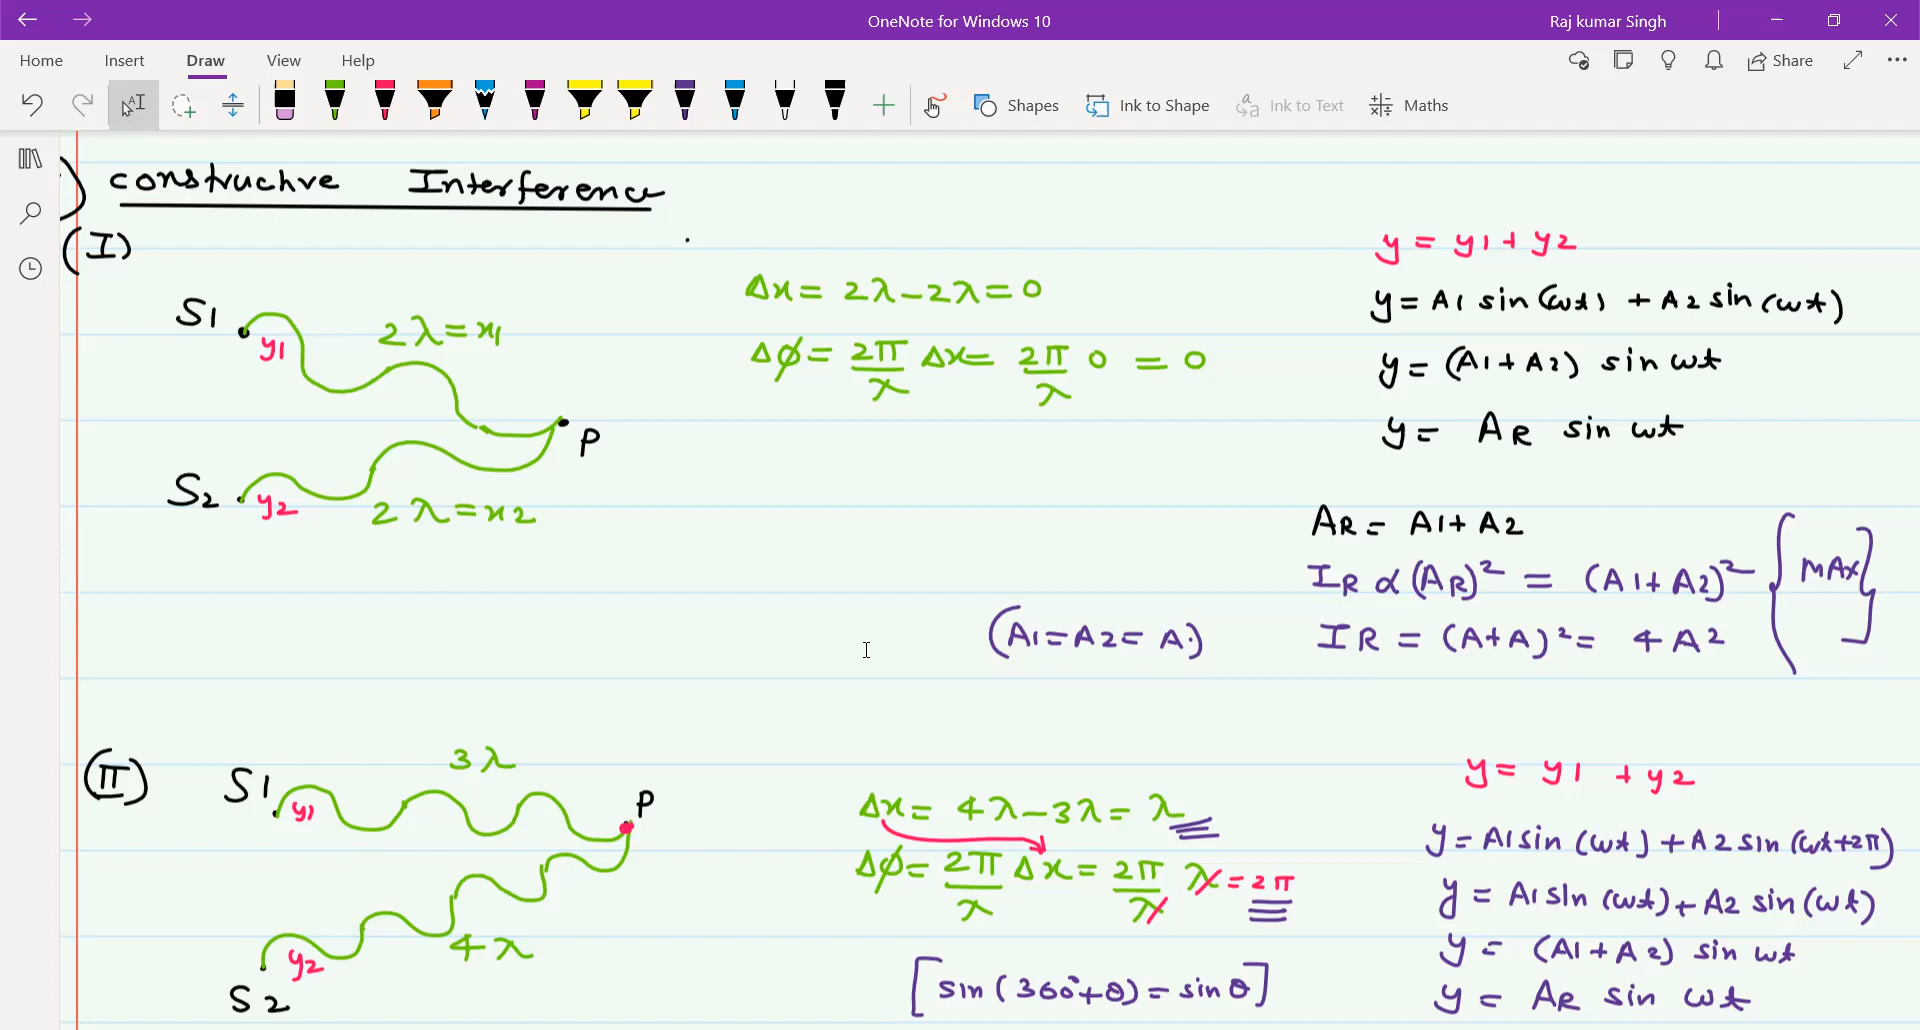 OneNote for Windows 10
Raj kumar Singh
Home Insert Draw View Help
Share
Shapes Ink to Shape Ink to Text Maths
constructive Interference
(I)
S1
y1
2λ=x1
P
S2
y2
2λ=x2
Δx= 2λ-2λ=0
Δφ= 2π/λ Δx= 2π/λ 0 = 0
y = y1 + y2
y= A1 sin(ωt) + A2 sin(ωt)
y= (A1+A2) sin ωt
y= AR sin ωt
AR = A1+ A2
IR α (AR)² = (A1+A2)²
(A1=A2= A)
IR = (A+A)²= 4A²
{MAX}
(II)
S1
y1
3λ
P
y2
4λ
S2
Δx= 4λ-3λ= λ
Δφ= 2π/λ Δx= 2π/λ λ = 2π
[sin(360°+θ)= sinθ]
y= y1 + y2
y= A1sin(ωt)+A2 sin(ωt+2π)
y= A1sin(ωt)+A2 sin(ωt)
y= (A1+A2) sin ωt
y= AR sin ωt